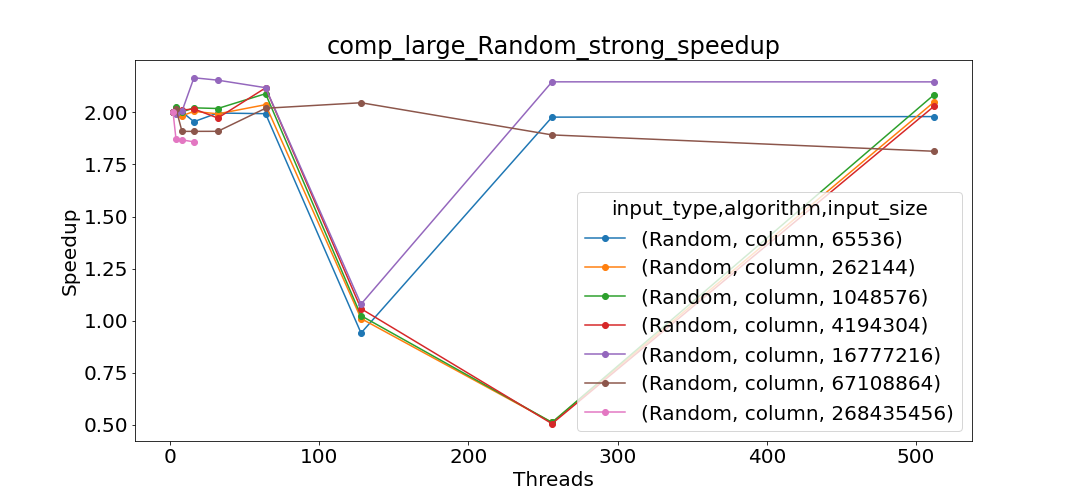 comp_large_Random_strong_speedup
Speedup
2.00
1.75
1.50
1.25
1.00
0.75
0.50
input_type,algorithm,input_size
(Random, column, 65536)
(Random, column, 262144)
(Random, column, 1048576)
(Random, column, 4194304)
(Random, column, 16777216)
(Random, column, 67108864)
(Random, column, 268435456)
0 100 200 300 400 500
Threads